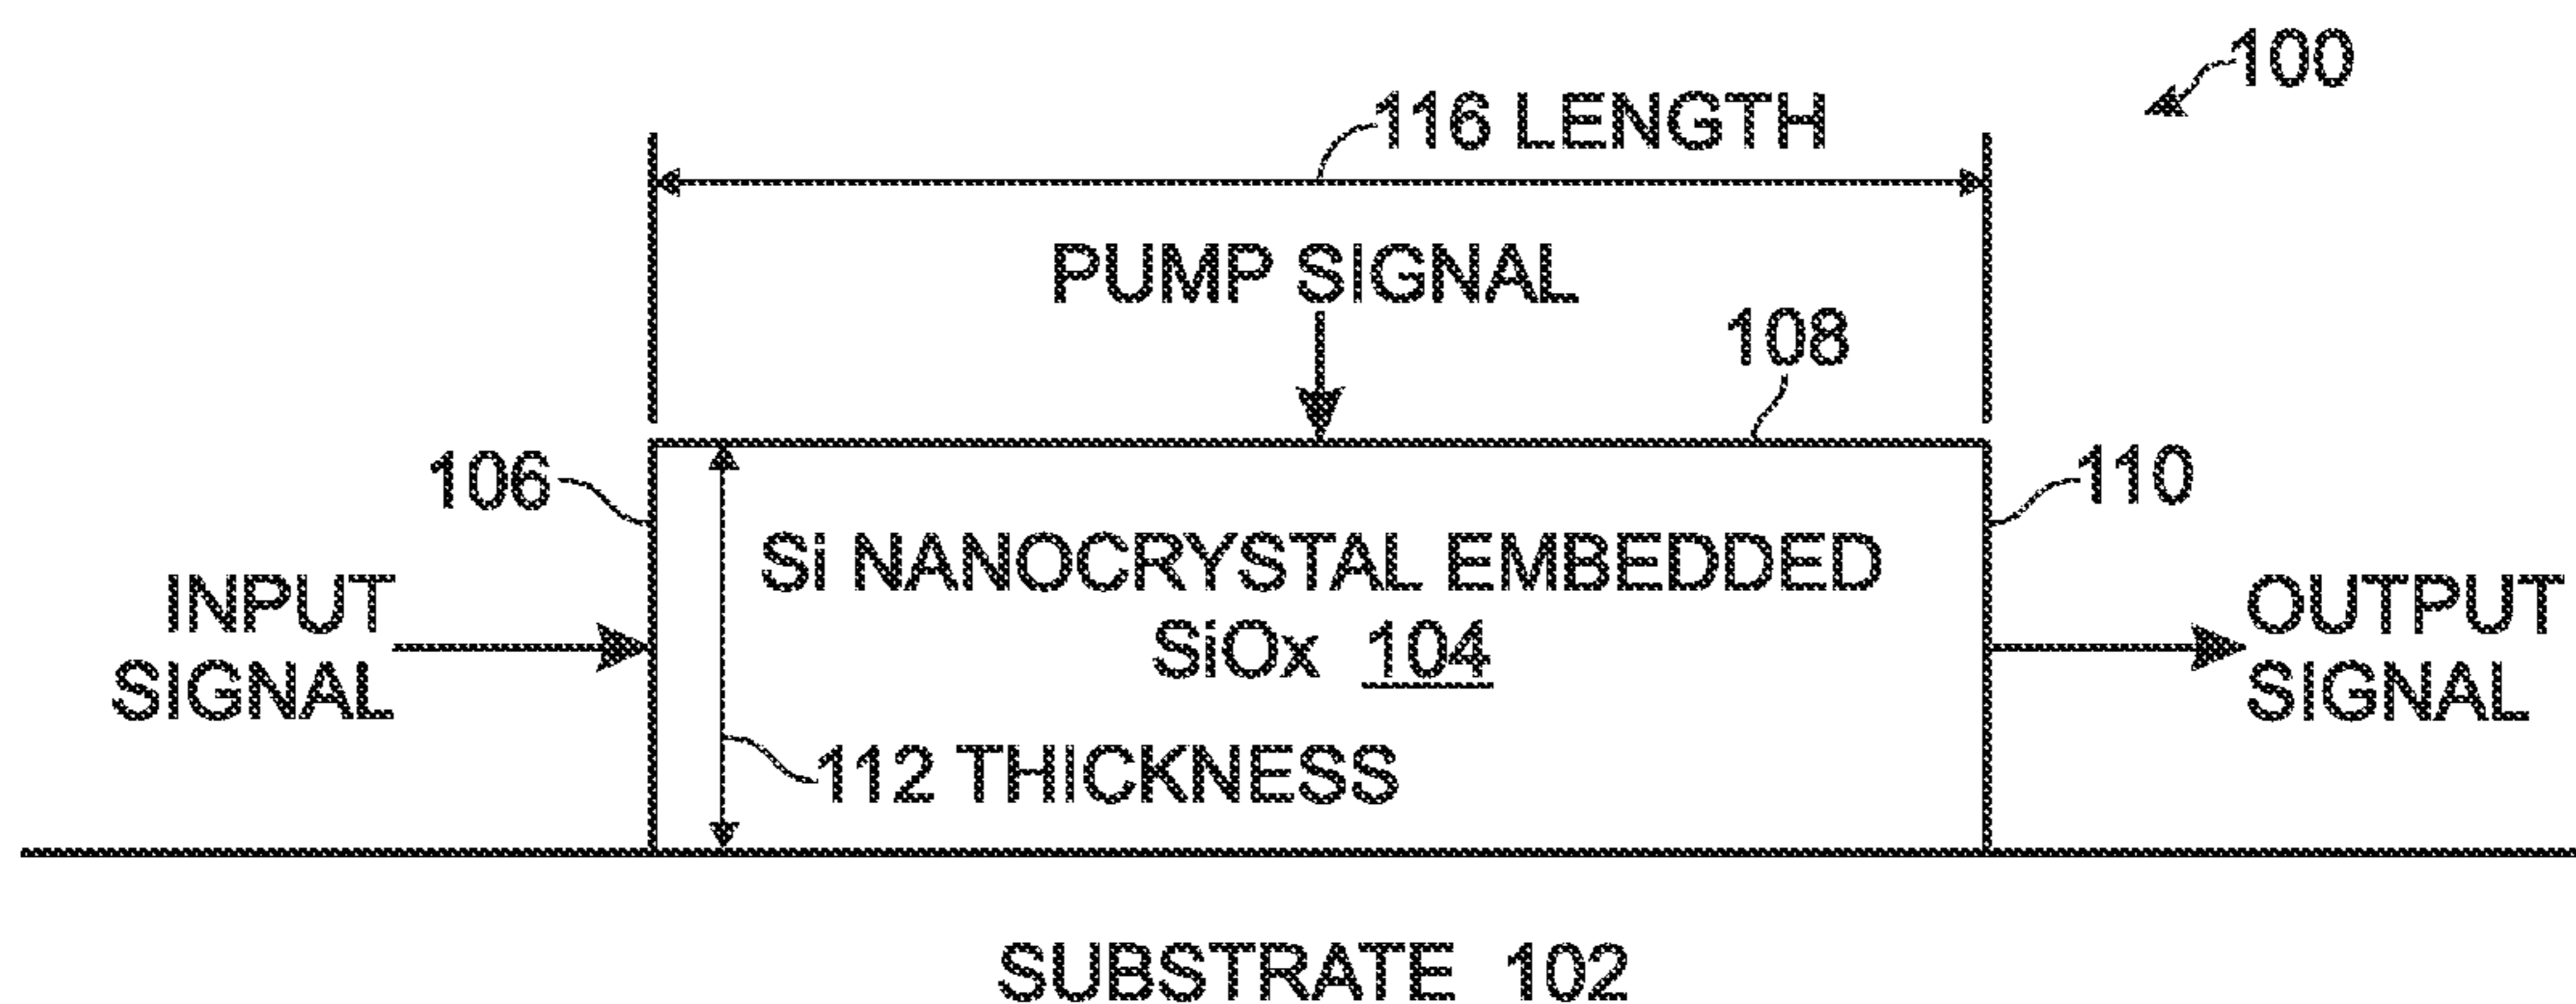 100
116 LENGTH
PUMP SIGNAL
108
106
110
Si NANOCRYSTAL EMBEDDED
SiOx 104
INPUT
SIGNAL
OUTPUT
SIGNAL
112 THICKNESS
SUBSTRATE 102